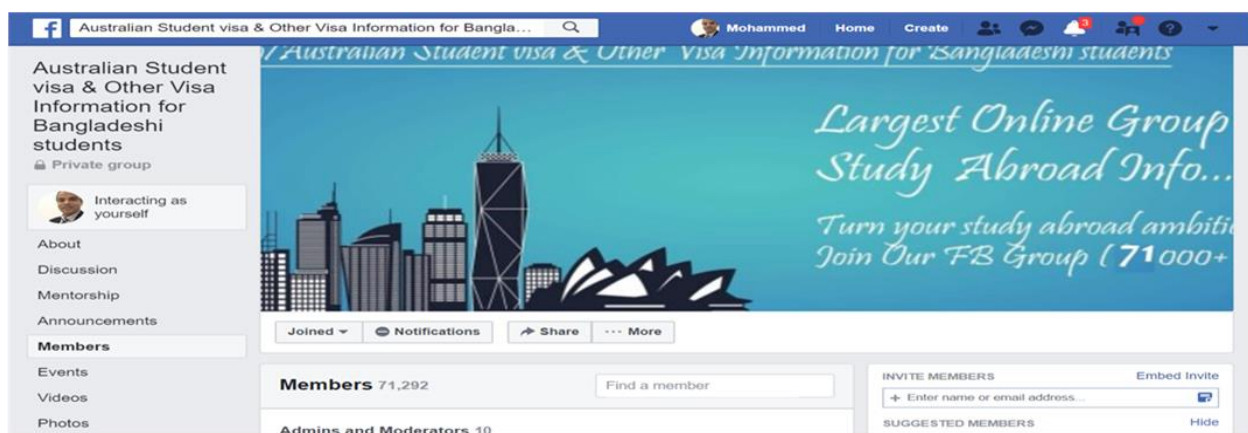 Australian Student visa & Other Visa Information for Bangla...
Mohammed
Home
Create
3
Australian Student
visa & Other Visa
Information for
Bangladeshi
students
Private group
Interacting as
yourself
About
Discussion
Mentorship
Announcements
Members
Events
Videos
Photos
/Australian Student visa & Other Visa Information for Bangladeshi students
Largest Online Group
Study Abroad Info...
Turn your study abroad ambiti
Join Our FB Group ( 71000+
Joined
Notifications
Share
... More
Members 71,292
Find a member
Admins and Moderators 10
INVITE MEMBERS
Embed Invite
+ Enter name or email address...
SUGGESTED MEMBERS
Hide